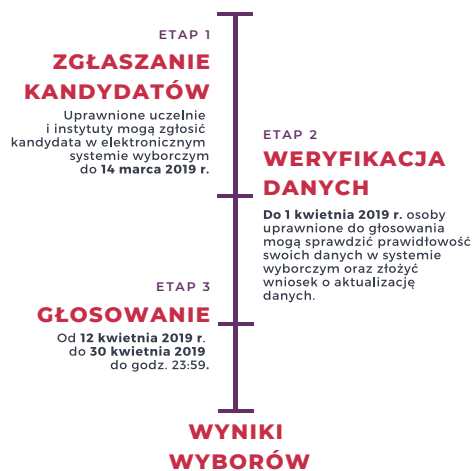 ETAP 1
ZGŁASZANIE
KANDYDATÓW
Uprawnione uczelnie
i instytuty mogą zgłosić
kandydata w elektronicznym
systemie wyborczym
do 14 marca 2019 r.
ETAP 2
WERYFIKACJA
DANYCH
Do 1 kwietnia 2019 r. osoby
uprawnione do głosowania
mogą sprawdzić prawidłowość
swoich danych w systemie
wyborczym oraz złożyć
wniosek o aktualizację
danych.
ETAP 3
GŁOSOWANIE
Od 12 kwietnia 2019 r.
do 30 kwietnia 2019
do godz. 23:59.
WYNIKI
WYBORÓW